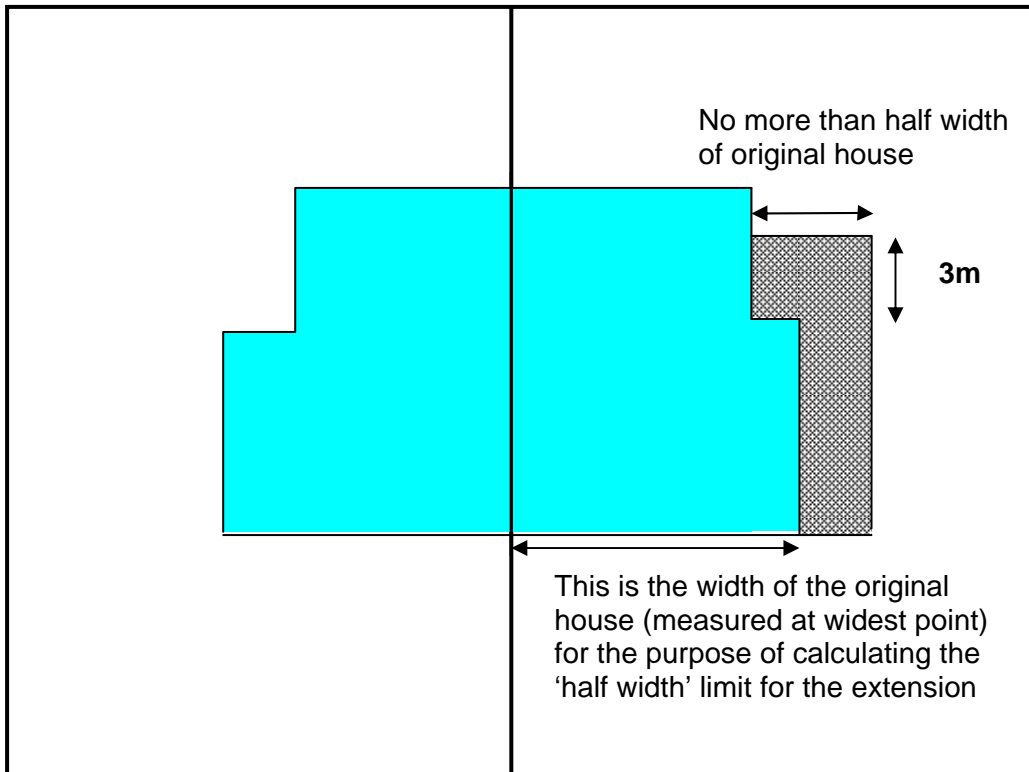 No more than half width
of original house
3m
This is the width of the original
house (measured at widest point)
for the purpose of calculating the
‘half width’ limit for the extension